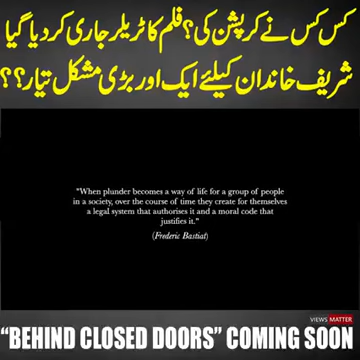 کس کس نے کرپشن کی؟ فلم کا ٹریلر جاری کر دیا گیا
شریف خاندان کیلئے ایک اور بڑی مشکل تیار؟؟
"When plunder becomes a way of life for a group of people
in a society, over the course of time they create for themselves
a legal system that authorises it and a moral code that
justifies it."
(Frederic Bastiat)
VIEWS MATTER
"BEHIND CLOSED DOORS" COMING SOON